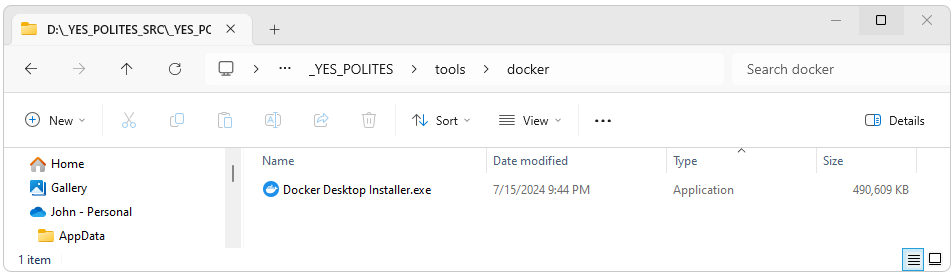 D:\_YES_POLITES_SRC\_YES_PO
_YES_POLITES tools docker Search docker
New Sort View Details
Name Date modified Type Size
Home
Docker Desktop Installer.exe 7/15/2024 9:44 PM Application 490,609 KB
Gallery
John - Personal
AppData
1 item